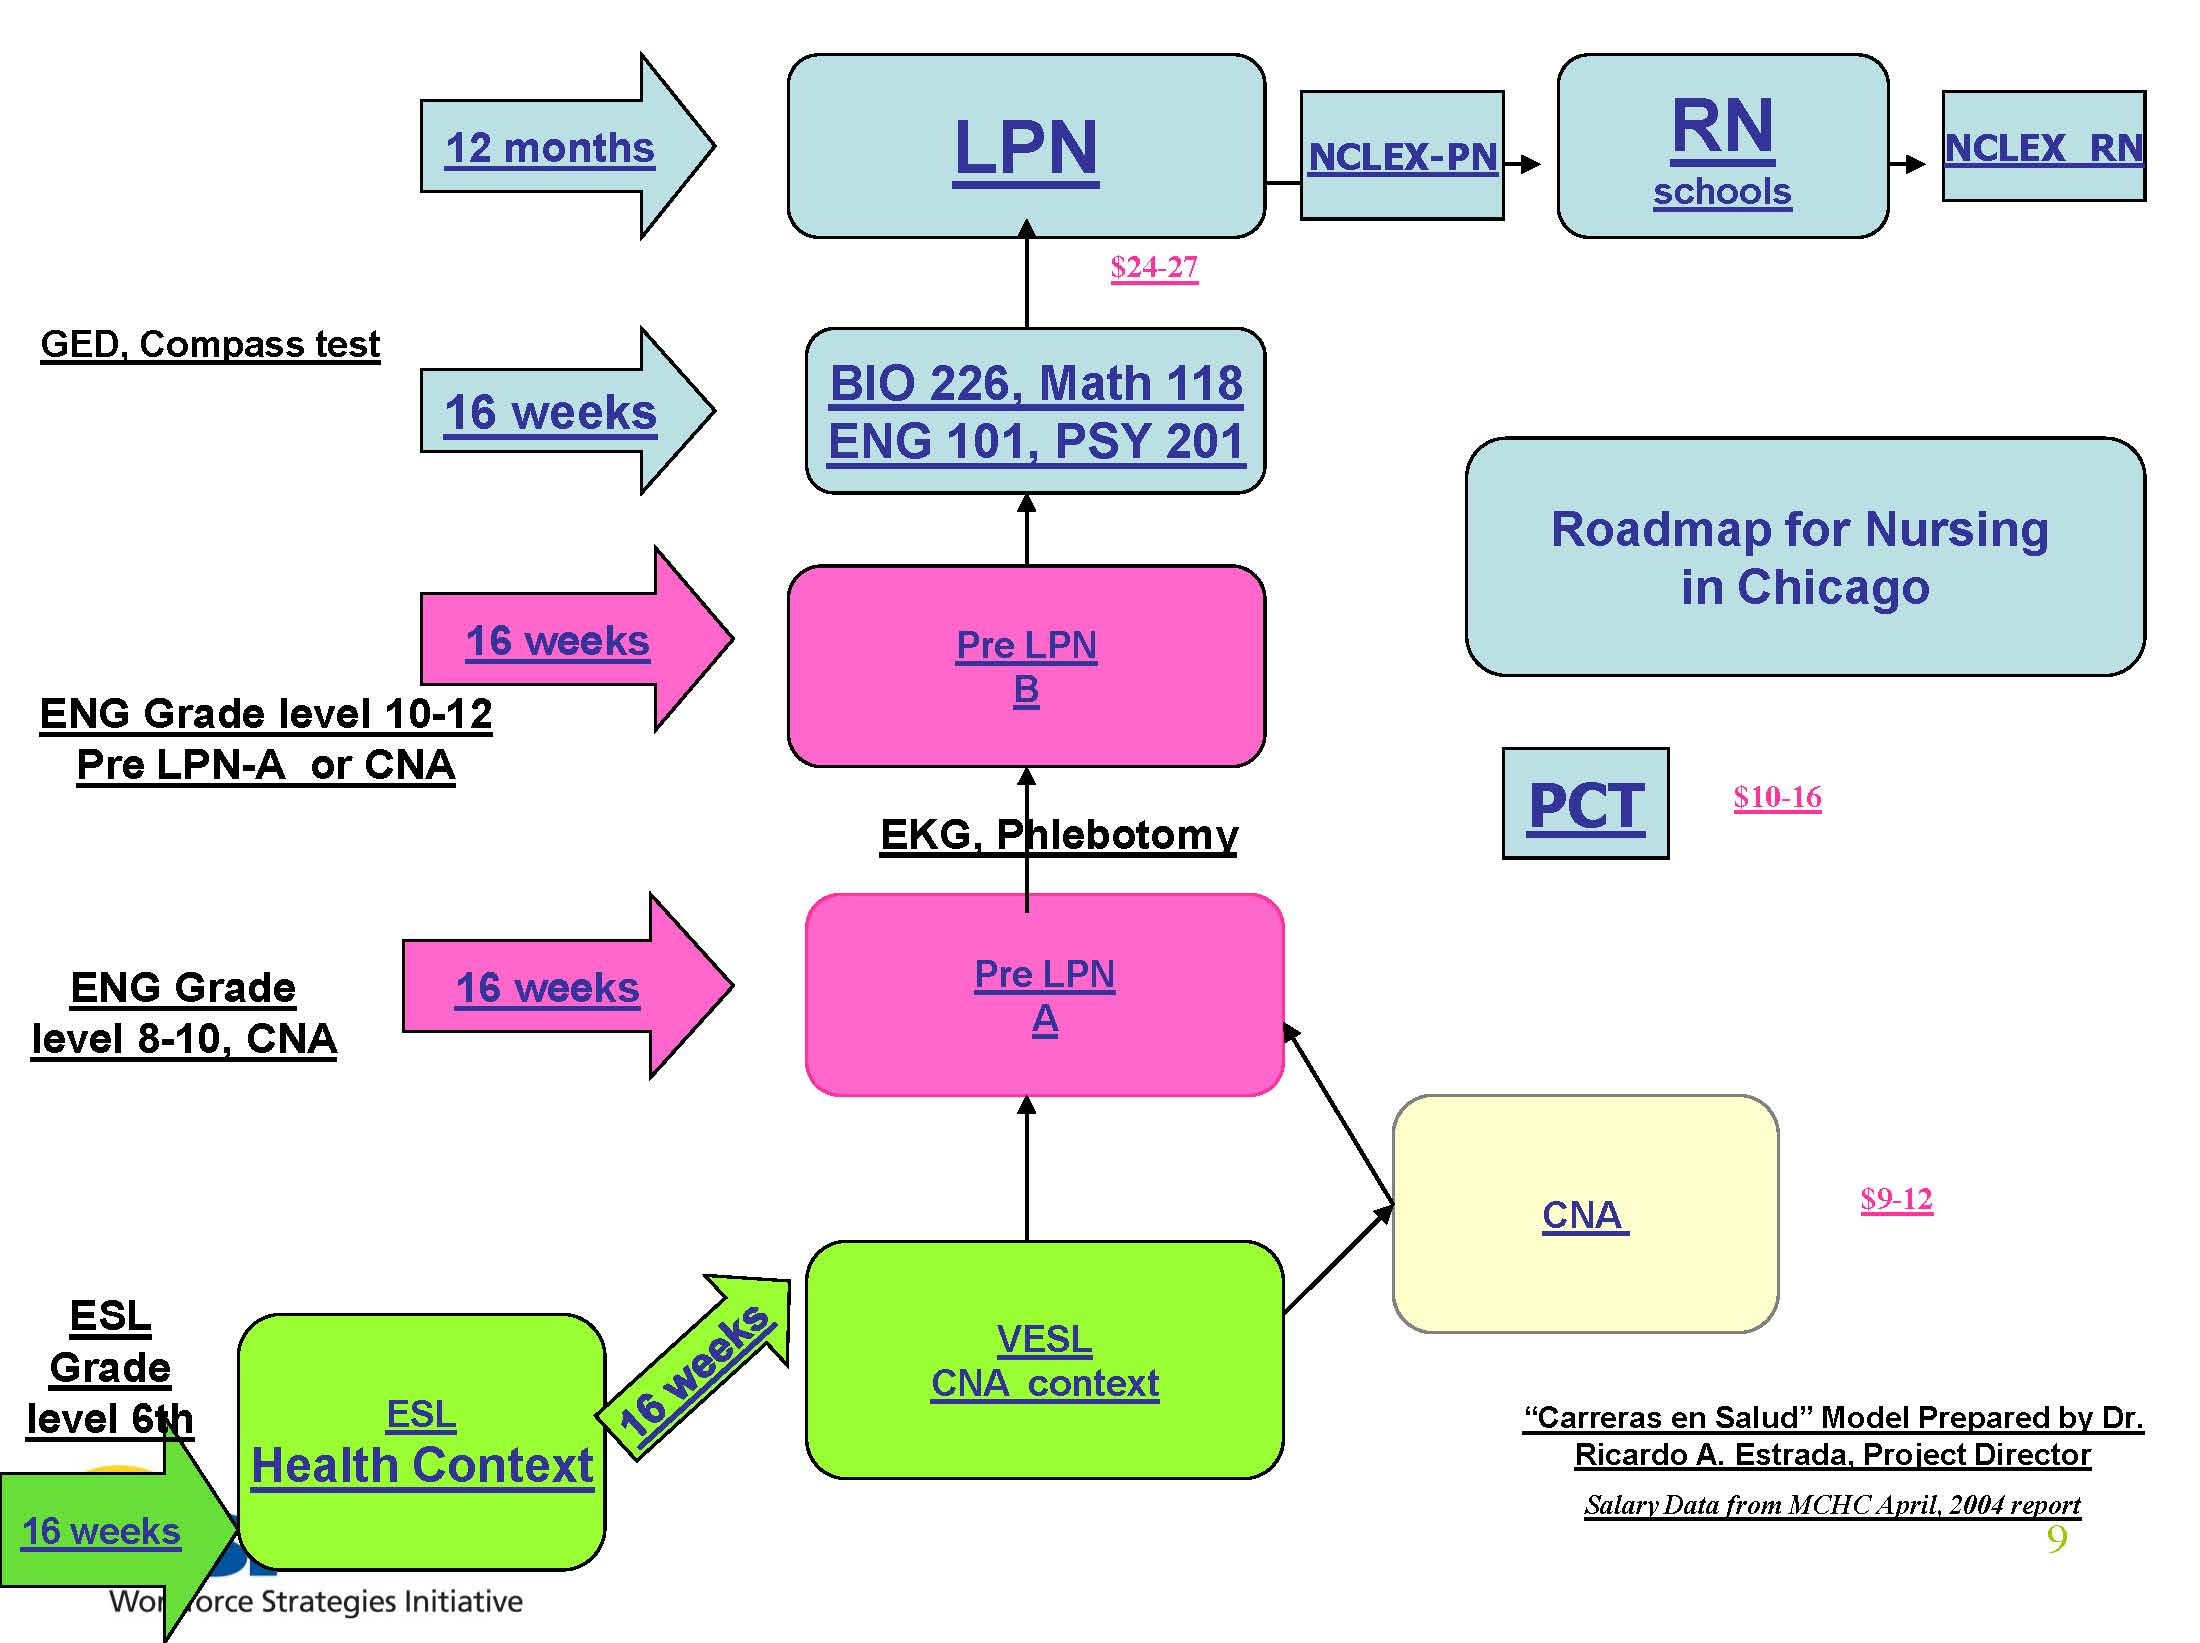 12 months
LPN
NCLEX-PN
RN
schools
NCLEX RN
$24-27
GED, Compass test
16 weeks
BIO 226, Math 118
ENG 101, PSY 201
Roadmap for Nursing
in Chicago
16 weeks
Pre LPN
B
ENG Grade level 10-12
Pre LPN-A or CNA
PCT
$10-16
EKG, Phlebotomy
ENG Grade
level 8-10, CNA
16 weeks
Pre LPN
A
CNA
$9-12
ESL
Grade
level 6th
16 weeks
ESL
Health Context
16 weeks
VESL
CNA context
“Carreras en Salud” Model Prepared by Dr.
Ricardo A. Estrada, Project Director
Salary Data from MCHC April, 2004 report
9
Workforce Strategies Initiative